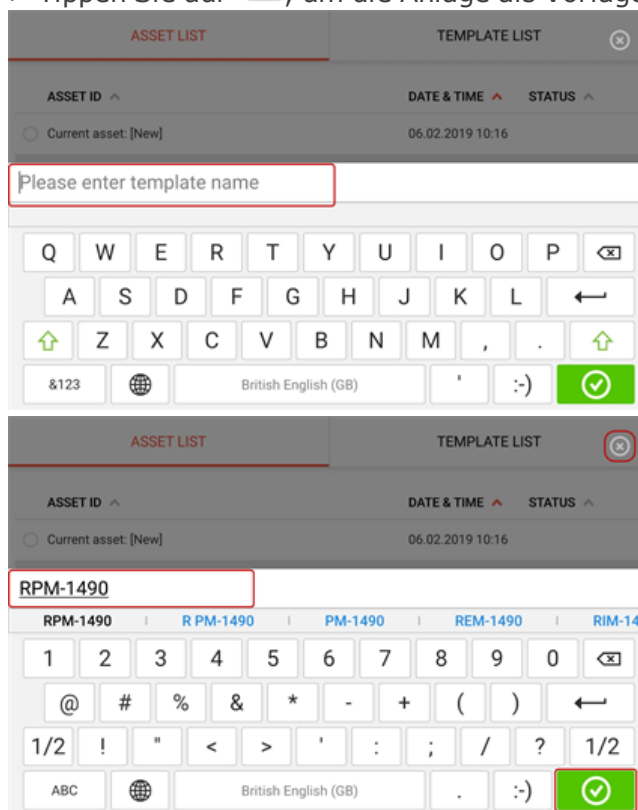 Tippen Sie auf , um die Anlage als Vorlage
ASSET LIST TEMPLATE LIST
ASSET ID DATE & TIME STATUS
Current asset: [New] 06.02.2019 10:16
Please enter template name
Q W E R T Y U I O P
A S D F G H J K L
Z X C V B N M , .
&123 British English (GB) ' :-)
ASSET LIST TEMPLATE LIST
ASSET ID DATE & TIME STATUS
Current asset: [New] 06.02.2019 10:16
RPM-1490
RPM-1490 R PM-1490 PM-1490 REM-1490 RIM-14
1 2 3 4 5 6 7 8 9 0
@ # % & * - + ( )
1/2 ! " < > ' : ; / ? 1/2
ABC British English (GB) . :-)